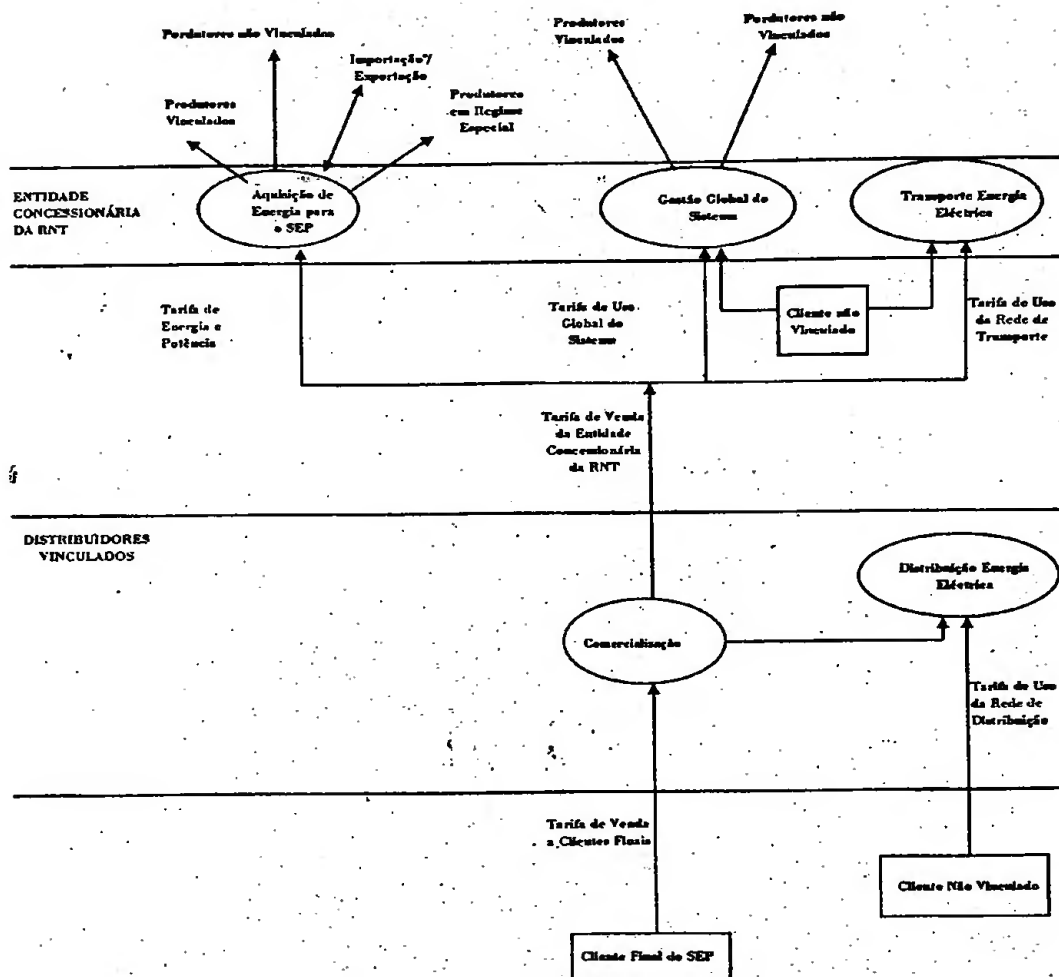 Perdutores não Vinculados
Importação/
Exportação
Produtores
Vinculados
Produtores
em Regime
Especial
Produtores
Vinculados
Perdutores não
Vinculados
ENTIDADE
CONCESSIONÁRIA
DA RNT
Aquição de
Energia para
o SEP
Gestão Global do
Sistema
Transporte Energia
Eléctrica
Tarifa de
Energia e
Potência
Tarifa de Uso
Global do
Sistema
Cliente não
Vinculado
Tarifa de Uso
da Rede de
Transporte
Tarifa de Venda
da Entidade
Concessionária
da RNT
DISTRIBUIDORES
VINCULADOS
Distribuição Energia
Eléctrica
Comercialização
Tarifa de Uso
da Rede de
Distribuição
Tarifa de Venda
a Clientes Finais
Cliente Não Vinculado
Cliente Final do SEP